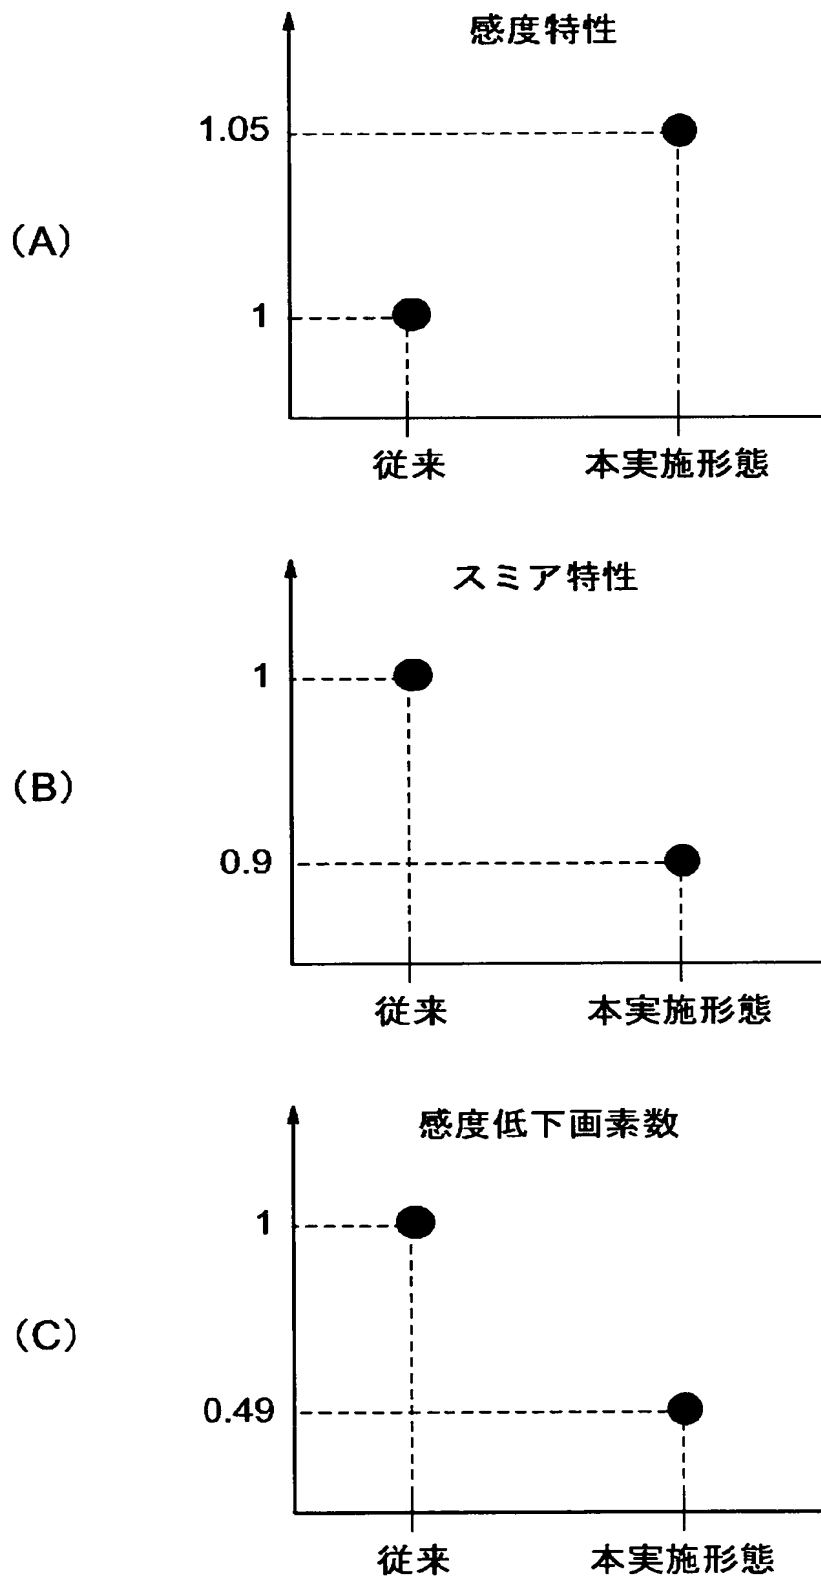 感度特性
1.05
(A)
1
従来 本実施形態
スミア特性
1
(B)
0.9
従来 本実施形態
感度低下画素数
1
(C)
0.49
従来 本実施形態